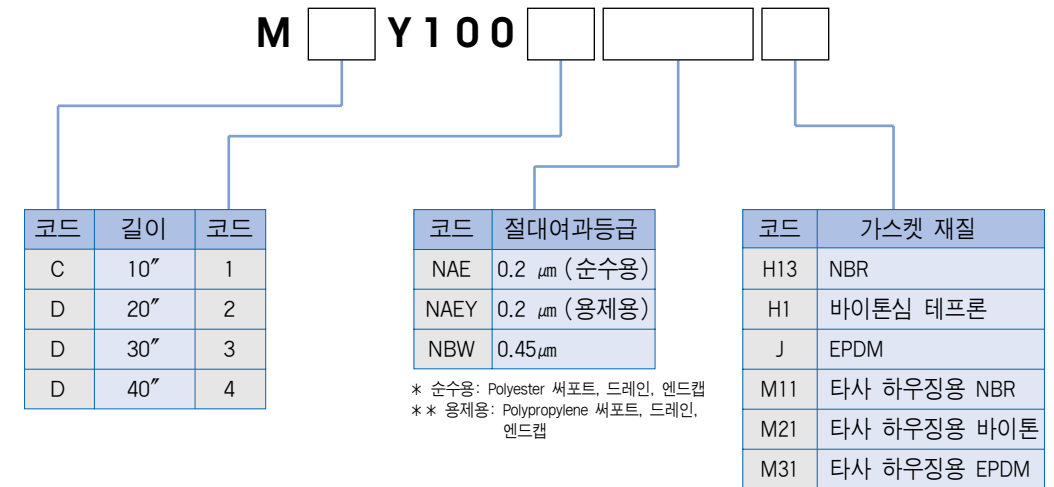 M Y100
코드 길이 코드
C 10″ 1
D 20″ 2
D 30″ 3
D 40″ 4
코드 절대여과등급
NAE 0.2 ㎛ (순수용)
NAEY 0.2 ㎛ (용제용)
NBW 0.45㎛
* 순수용: Polyester 써포트, 드레인, 엔드캡
** 용제용: Polypropylene 써포트, 드레인,
엔드캡
코드 가스켓 재질
H13 NBR
H1 바이톤심 테프론
J EPDM
M11 타사 하우징용 NBR
M21 타사 하우징용 바이톤
M31 타사 하우징용 EPDM